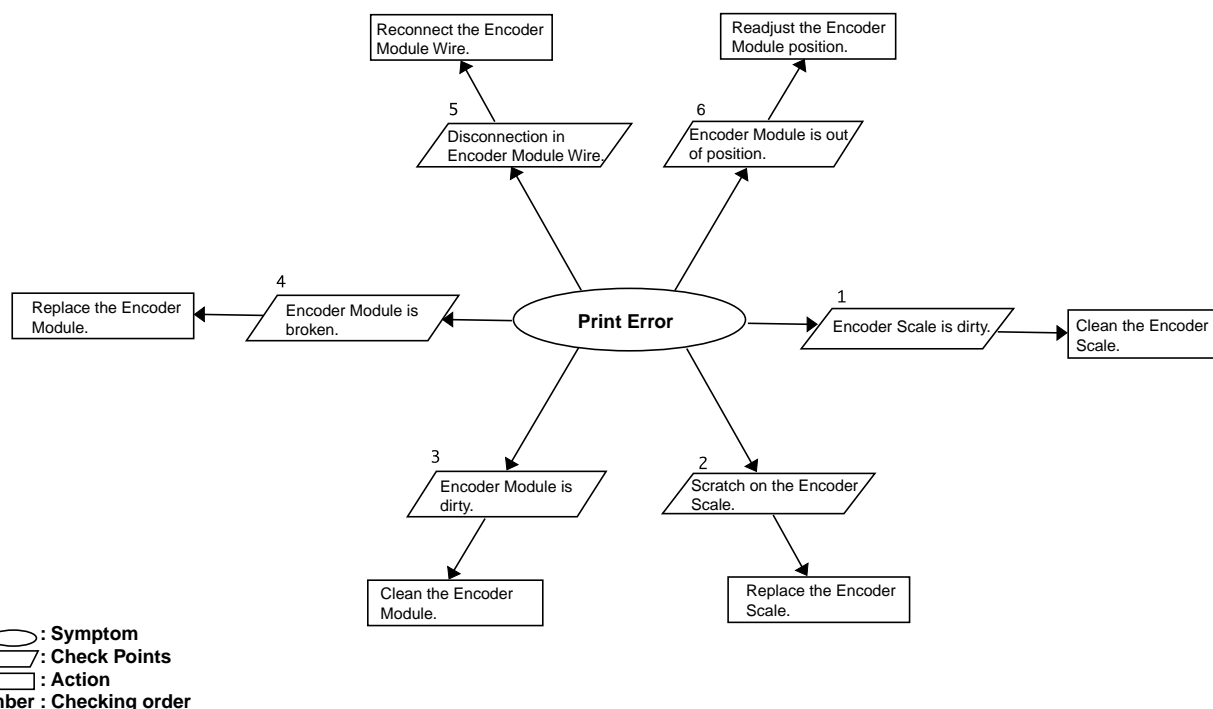 Reconnect the Encoder
Module Wire.
Readjust the Encoder
Module position.
5
Disconnection in
Encoder Module Wire.
6
Encoder Module is out
of position.
4
Encoder Module is
broken.
Replace the Encoder
Module.
Print Error
1
Encoder Scale is dirty.
Clean the Encoder
Scale.
3
Encoder Module is
dirty.
2
Scratch on the Encoder
Scale.
Clean the Encoder
Module.
Replace the Encoder
Scale.
: Symptom
: Check Points
: Action
: Checking order